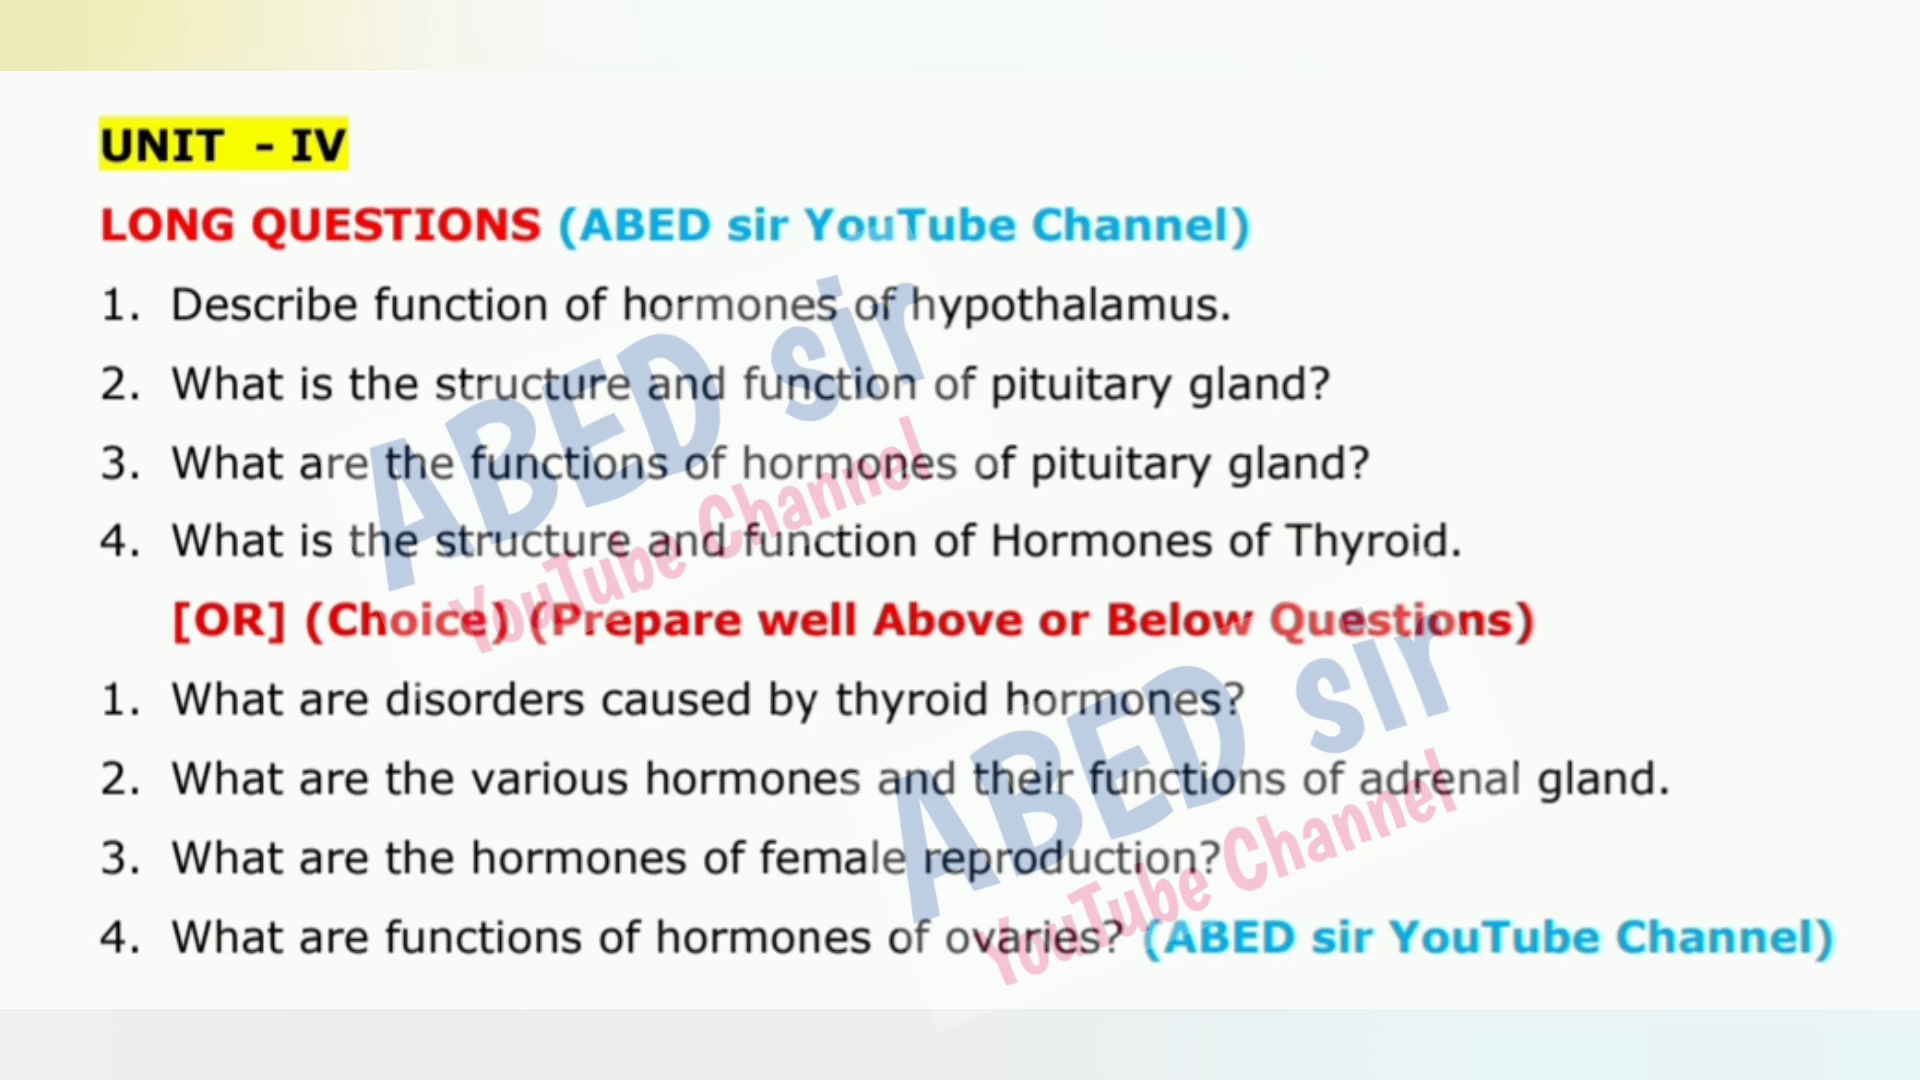 UNIT - IV
LONG QUESTIONS (ABED sir YouTube Channel)
1. Describe function of hormones of hypothalamus.
2. What is the structure and function of pituitary gland?
3. What are the functions of hormones of pituitary gland?
4. What is the structure and function of Hormones of Thyroid.
[OR] (Choice) (Prepare well Above or Below Questions)
1. What are disorders caused by thyroid hormones?
2. What are the various hormones and their functions of adrenal gland.
3. What are the hormones of female reproduction?
4. What are functions of hormones of ovaries? (ABED sir YouTube Channel)
ABED sir
YouTube Channel
ABED sir
YouTube Channel